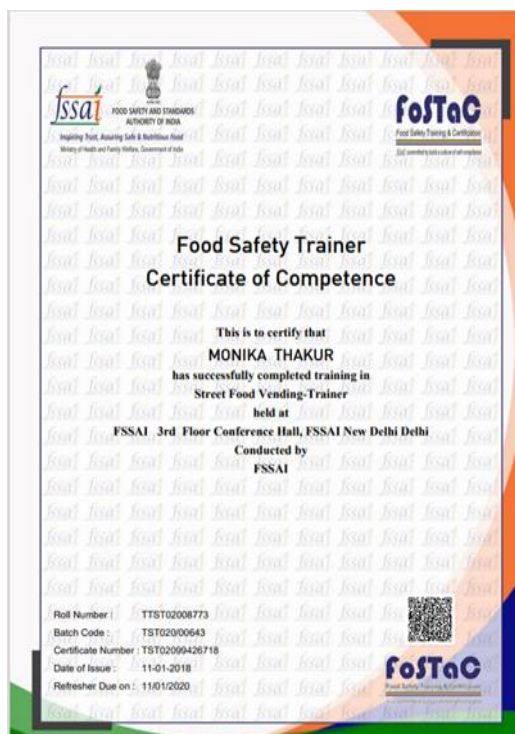 fssai
FOOD SAFETY AND STANDARDS
AUTHORITY OF INDIA
Inspiring Trust, Assuring Safe & Nutritious Food
Ministry of Health and Family Welfare, Government of India
FoSTaC
Food Safety Training & Certification
Food Safety Trainer
Certificate of Competence
This is to certify that
MONIKA THAKUR
has successfully completed training in
Street Food Vending-Trainer
held at
FSSAI 3rd Floor Conference Hall, FSSAI New Delhi Delhi
Conducted by
FSSAI
Roll Number : TTST02008773
Batch Code : TST020/00643
Certificate Number : TST02099426718
Date of Issue : 11-01-2018
Refresher Due on : 11/01/2020
FoSTaC
Food Safety Training & Certification